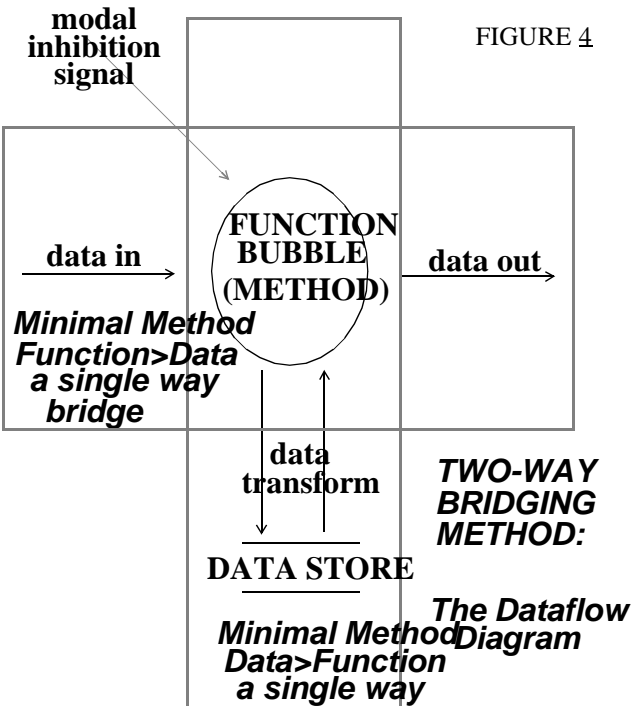 modal
inhibition
signal
FIGURE 4
FUNCTION
BUBBLE
(METHOD)
data in
data out
Minimal Method
Function>Data
a single way
bridge
data
transform
TWO-WAY
BRIDGING
METHOD:
DATA STORE
The Dataflow
Diagram
Minimal Method
Data>Function
a single way